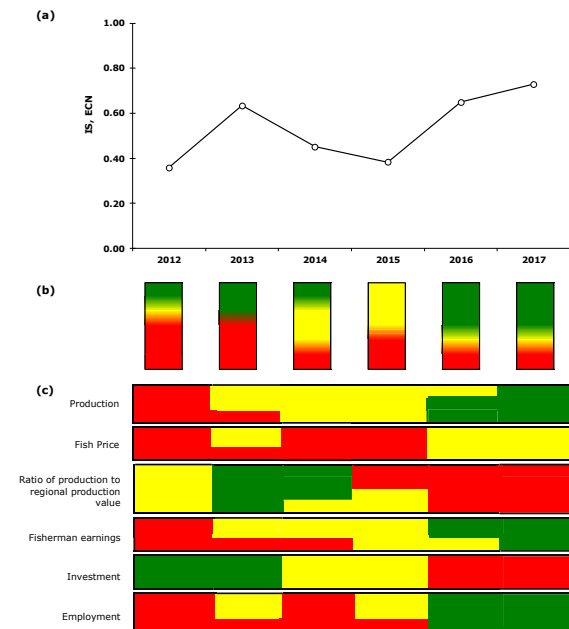 (a)
1.00
0.80
0.60
0.40
0.20
0.00
IS, ECN
2012 2013 2014 2015 2016 2017
(b)
(c)
Production
Fish Price
Ratio of production to
regional production
value
Fisherman earnings
Investment
Employment